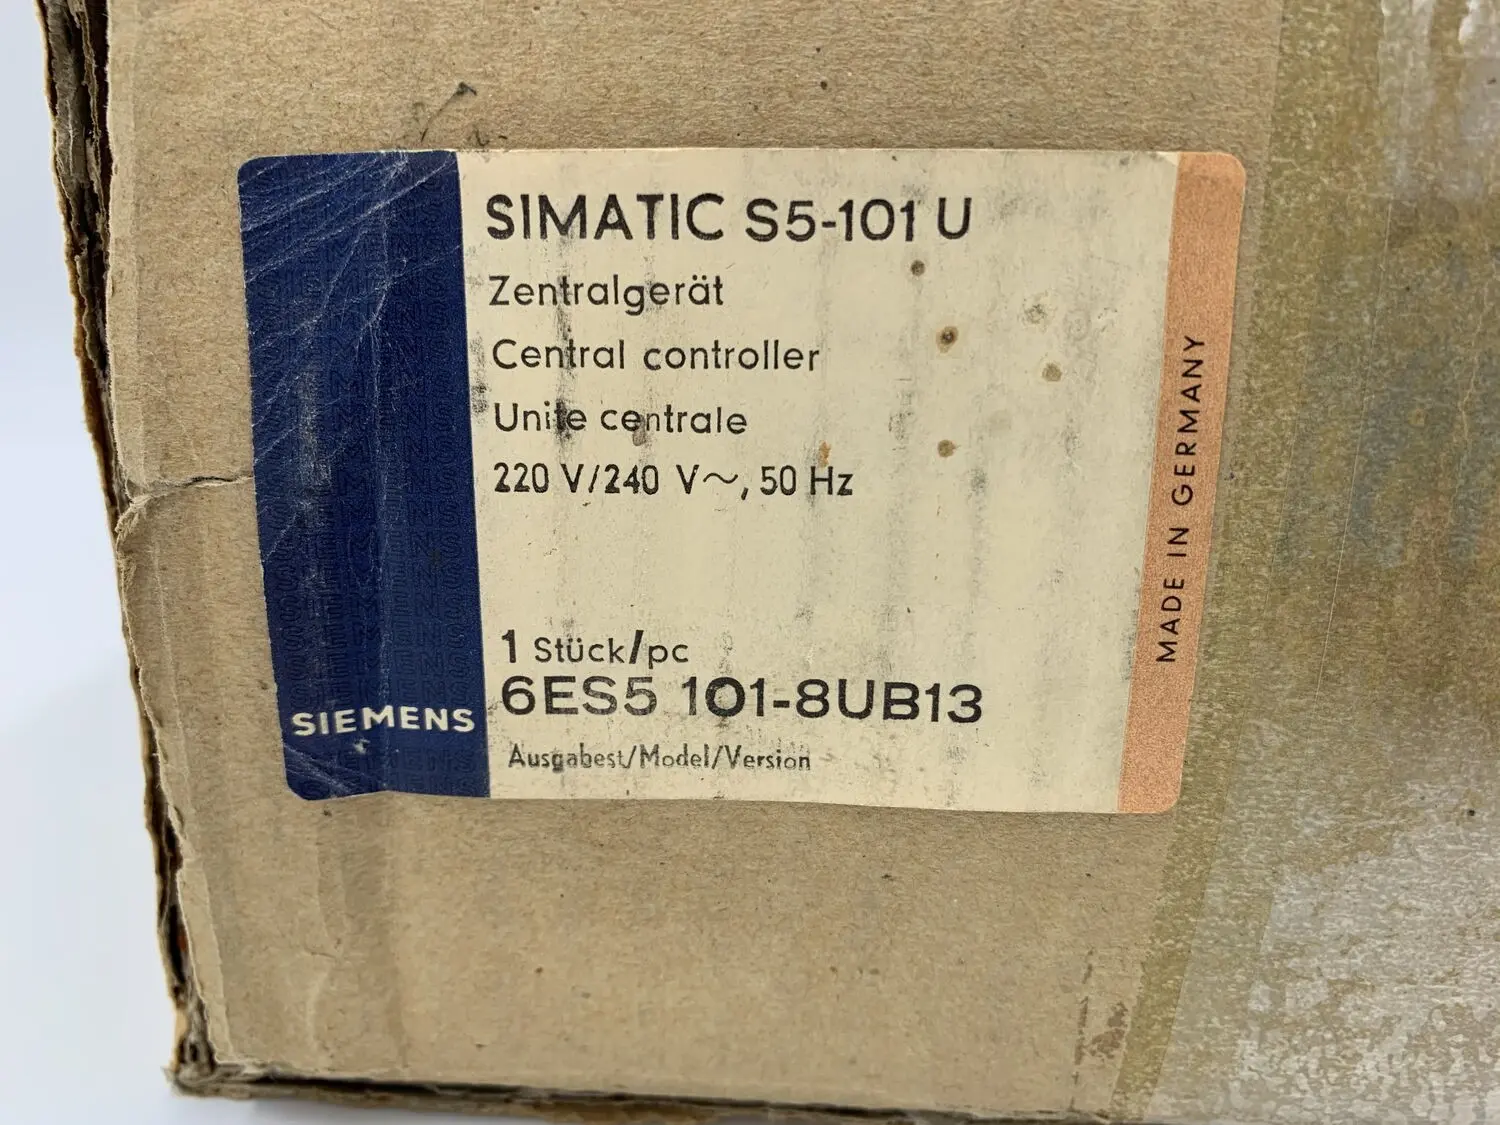 SIMATIC S5-101 U
Zentralgerät
Central controller
Unite centrale
220 V/240 V~, 50 Hz
1 Stück/pc
6ES5 101-8UB13
Ausgabest/Model/Version
SIEMENS
MADE IN GERMANY